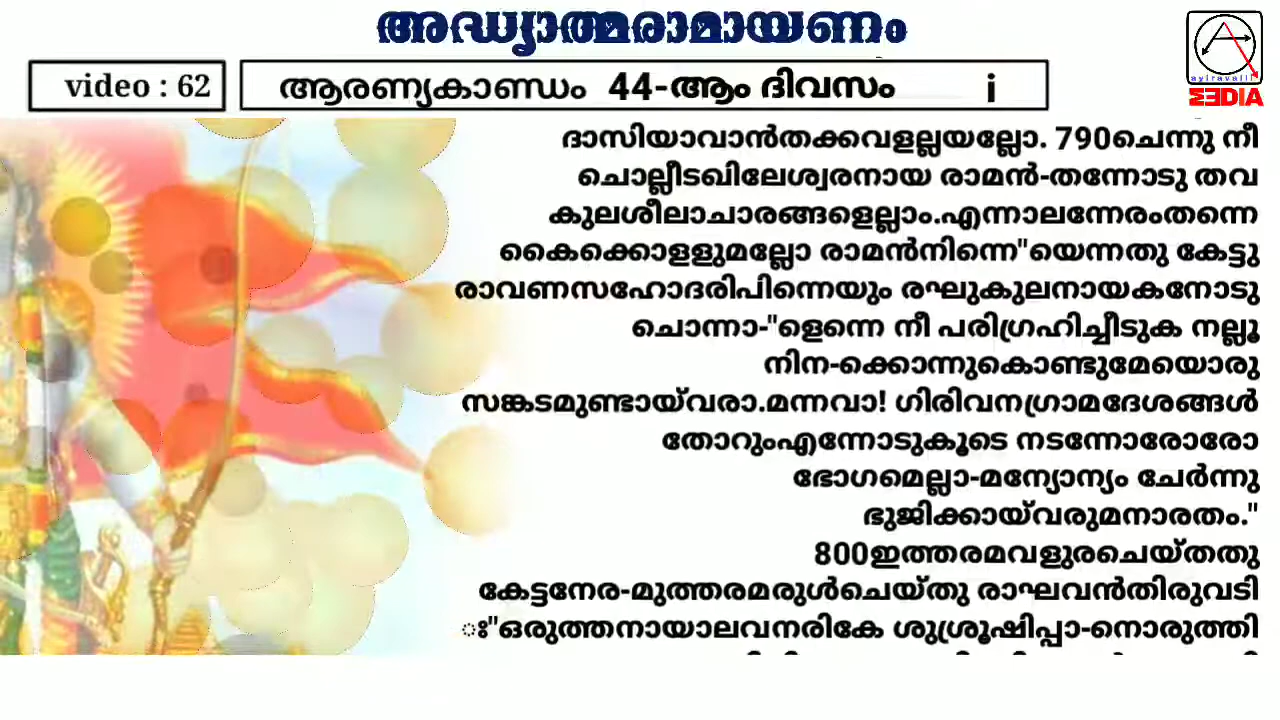 അദ്ധ്യാത്മരാമായണം
video : 62
ആരണ്യകാണ്ഡം 44-ആം ദിവസം i
ayiravalli
MEDIA
ദാസിയാവാൻതക്കവളല്ലയല്ലോ. 790ചെന്നു നീ
ചൊല്ലീടഖിലേശ്വരനായ രാമൻ-തന്നോടു തവ
കുലശീലാചാരങ്ങളെല്ലാം.എന്നാലന്നേരംതന്നെ
കൈക്കൊളളുമല്ലോ രാമൻനിന്നെ"യെന്നതു കേട്ടു
രാവണസഹോദരിപിന്നെയും രഘുകുലനായകനോടു
ചൊന്നാ-"ളെന്നെ നീ പരിഗ്രഹിച്ചീടുക നല്ലൂ
നിന-ക്കൊന്നുകൊണ്ടുമേയൊരു
സങ്കടമുണ്ടായ്‌വരാ.മന്നവാ! ഗിരിവനഗ്രാമദേശങ്ങൾ
തോറുംഎന്നോടുകൂടെ നടന്നോരോരോ
ഭോഗമെല്ലാ-മന്യോന്യം ചേർന്നു
ഭുജിക്കായ്‌വരുമനാരതം."
800ഇത്തരമവളുരചെയ്തതു
കേട്ടനേര-മുത്തരമരുൾചെയ്തു രാഘവൻതിരുവടി
ഃ"ഒരുത്തനായാലവനരികേ ശുശ്രൂഷിപ്പാ-നൊരുത്തി